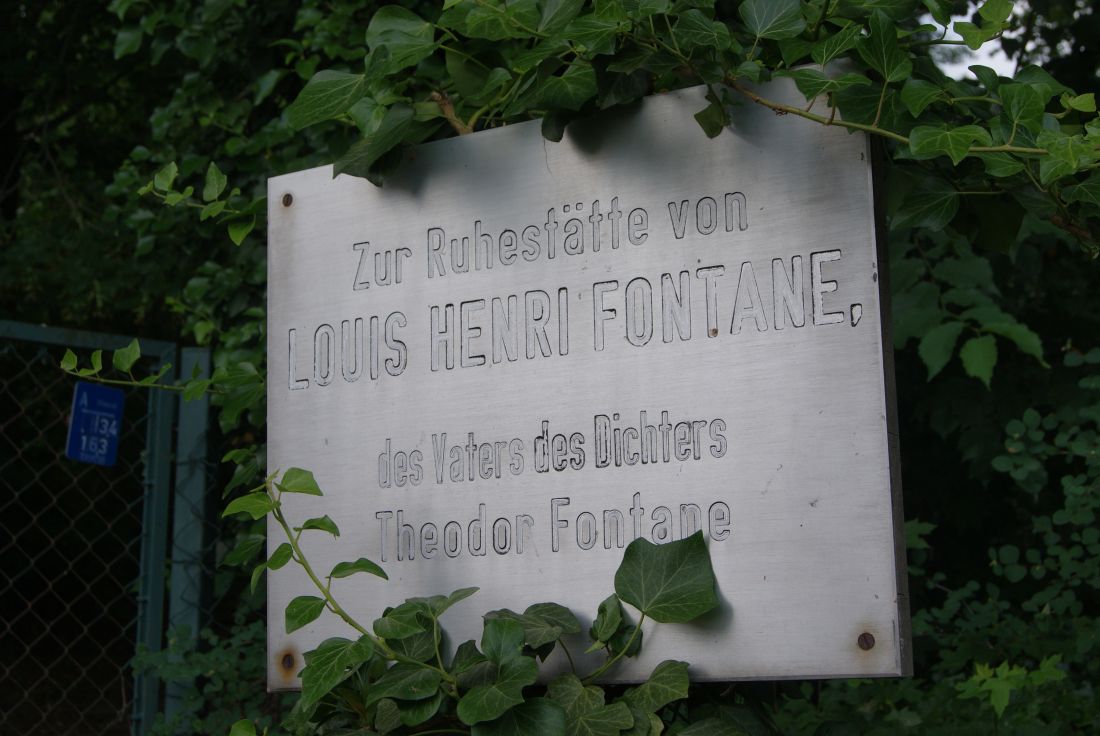 Zur Ruhestätte von
LOUIS HENRI FONTANE,
des Vaters des Dichters
Theodor Fontane
A
134
163